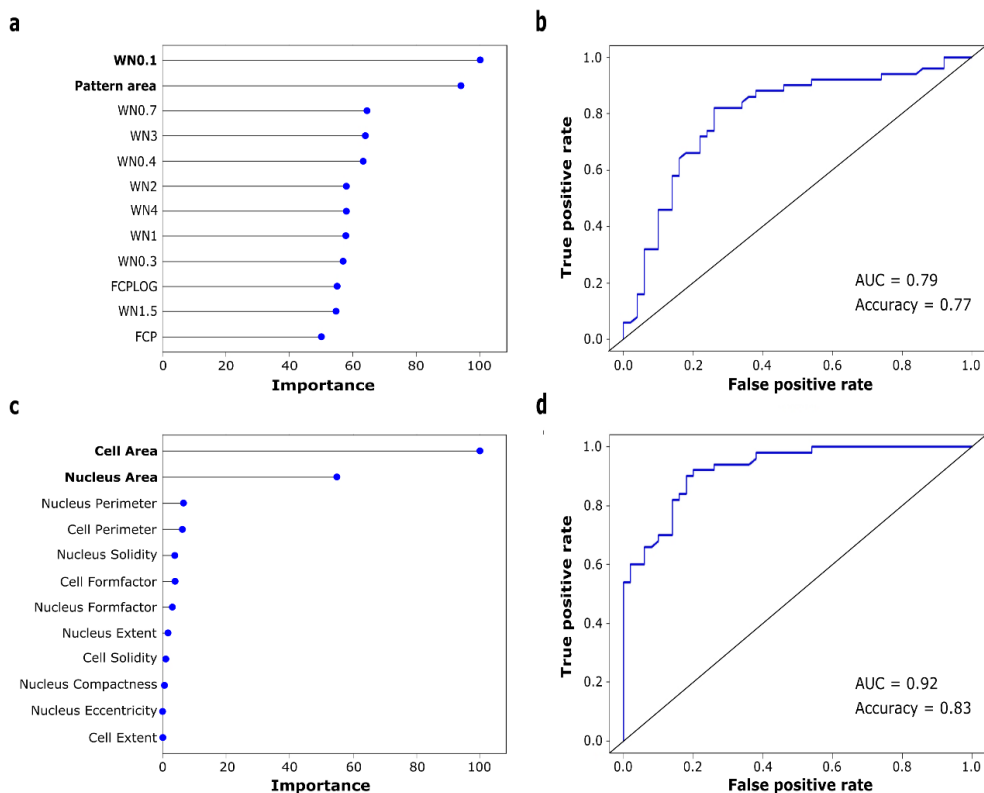 a
WN0.1
Pattern area
WN0.7
WN3
WN0.4
WN2
WN4
WN1
WN0.3
FCPLOG
WN1.5
FCP
0 20 40 60 80 100
Importance
b
1.0
0.8
0.6
0.4
0.2
0.0
True positive rate
AUC = 0.79
Accuracy = 0.77
0.0 0.2 0.4 0.6 0.8 1.0
False positive rate
c
Cell Area
Nucleus Area
Nucleus Perimeter
Cell Perimeter
Nucleus Solidity
Cell Formfactor
Nucleus Formfactor
Nucleus Extent
Cell Solidity
Nucleus Compactness
Nucleus Eccentricity
Cell Extent
0 20 40 60 80 100
Importance
d
1.0
0.8
0.6
0.4
0.2
0.0
True positive rate
AUC = 0.92
Accuracy = 0.83
0.0 0.2 0.4 0.6 0.8 1.0
False positive rate